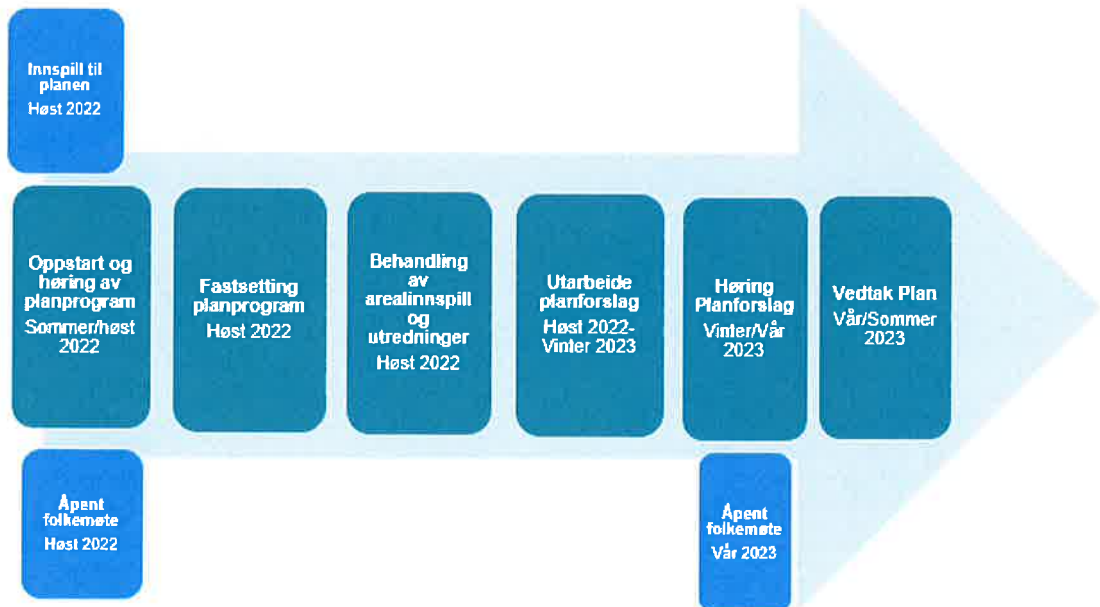 Innspill til
planen
Høst 2022
Oppstart og
høring av
planprogram
Sommer/høst
2022
Fastsetting
planprogram
Høst 2022
Behandling
av
arealinnspill
og
utredninger
Høst 2022
Utarbeide
planforslag
Høst 2022-
Vinter 2023
Høring
Planforslag
Vinter/Vår
2023
Vedtak Plan
Vår/Sommer
2023
Åpent
folkemøte
Høst 2022
Åpent
folkemøte
Vår 2023